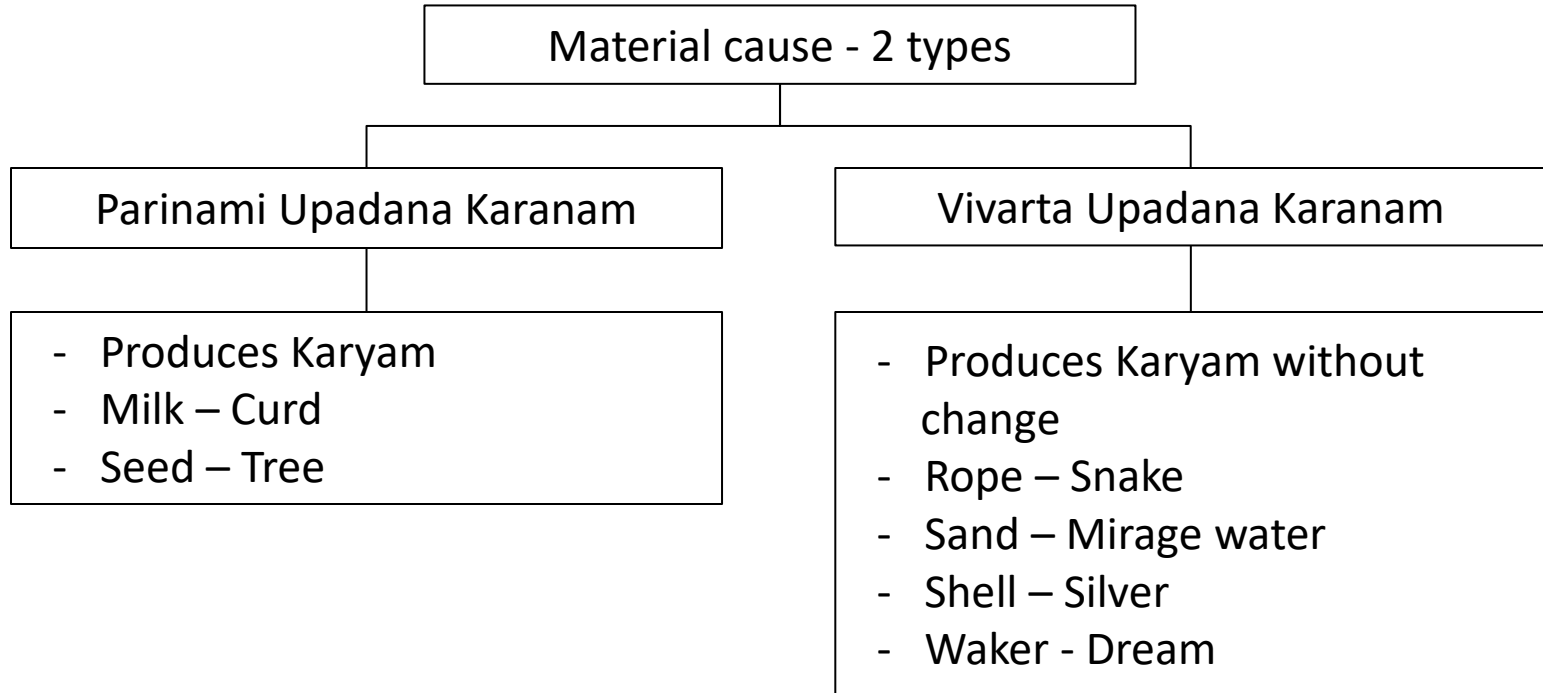 Material cause - 2 types
Parinami Upadana Karanam
Vivarta Upadana Karanam
- Produces Karyam
- Milk – Curd
- Seed – Tree
- Produces Karyam without
change
- Rope – Snake
- Sand – Mirage water
- Shell – Silver
- Waker - Dream